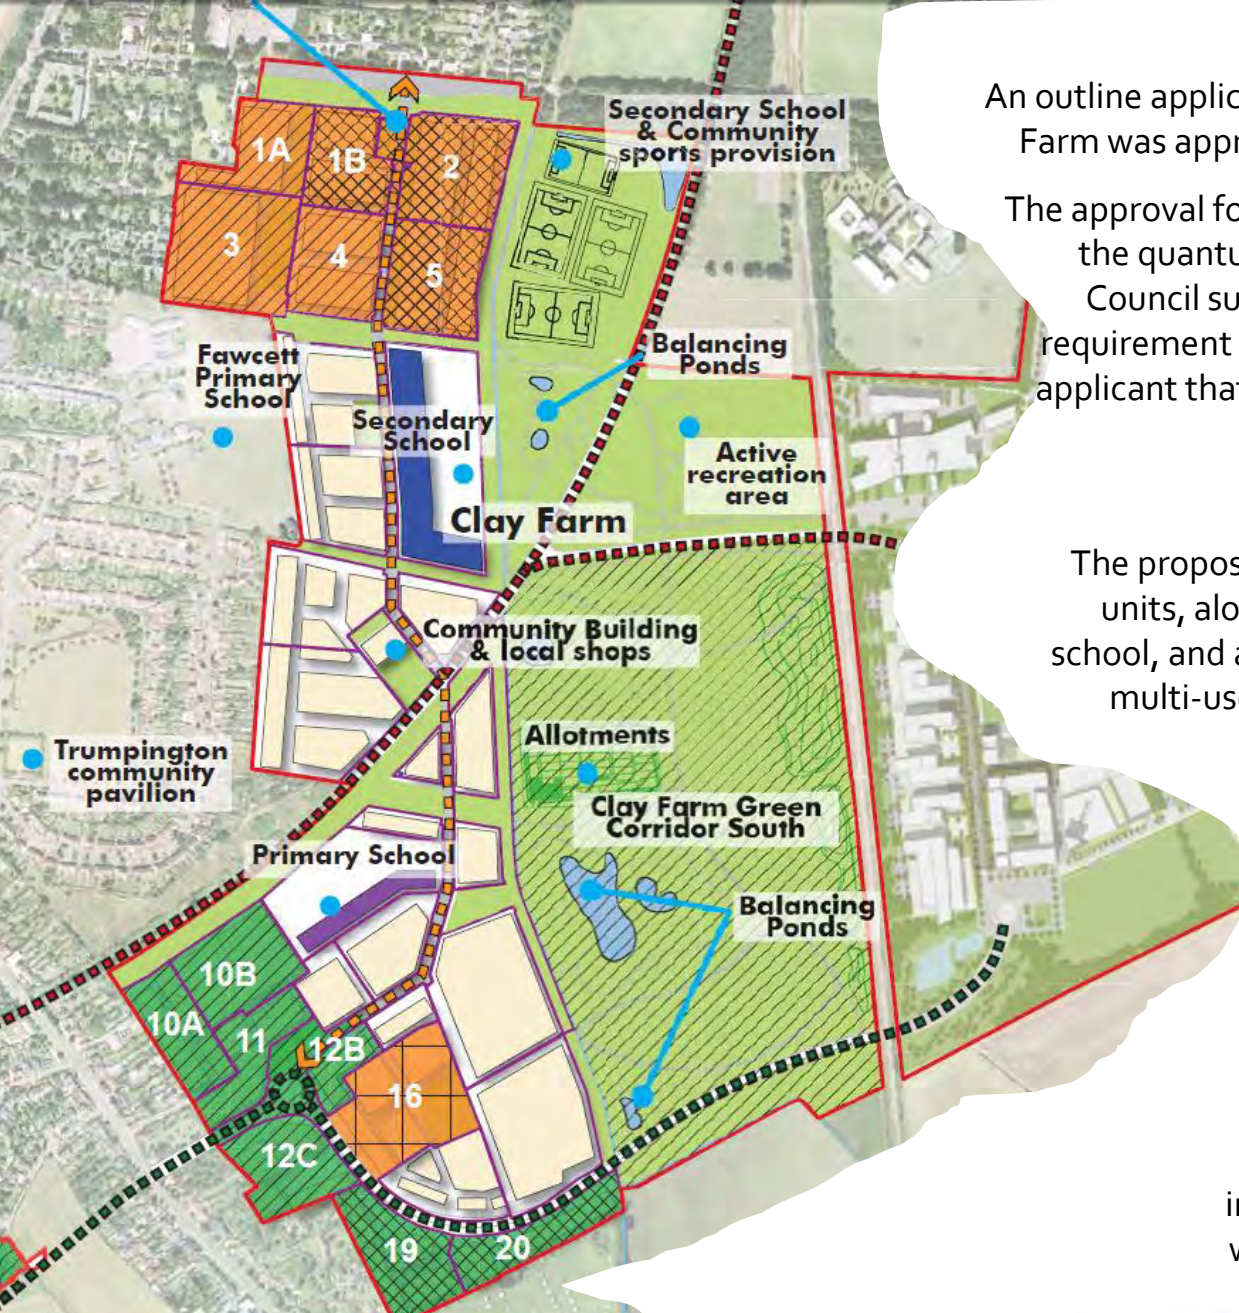 Secondary School
& Community
sports provision
1A
1B
2
3
4
5
Fawcett
Primary
School
Secondary
School
Balancing
Ponds
Active
recreation
area
Clay Farm
Community Building
& local shops
Trumpington
community
pavilion
Allotments
Clay Farm Green
Corridor South
Primary School
Balancing
Ponds
10B
10A
11
12B
16
12C
19
20
An outline applic
Farm was appr
The approval fo
the quantu
Council su
requirement
applicant that
The propos
units, alo
school, and a
multi-us
in
w